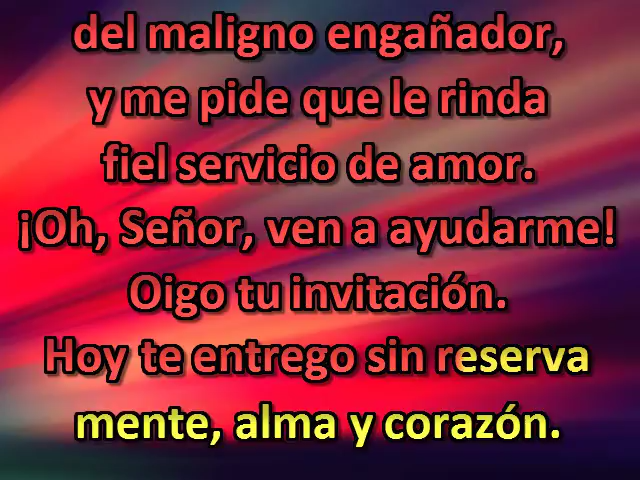 del maligno engañador,
y me pide que le rinda
fiel servicio de amor.
¡Oh, Señor, ven a ayudarme!
Oigo tu invitación.
Hoy te entrego sin reserva
mente, alma y corazón.